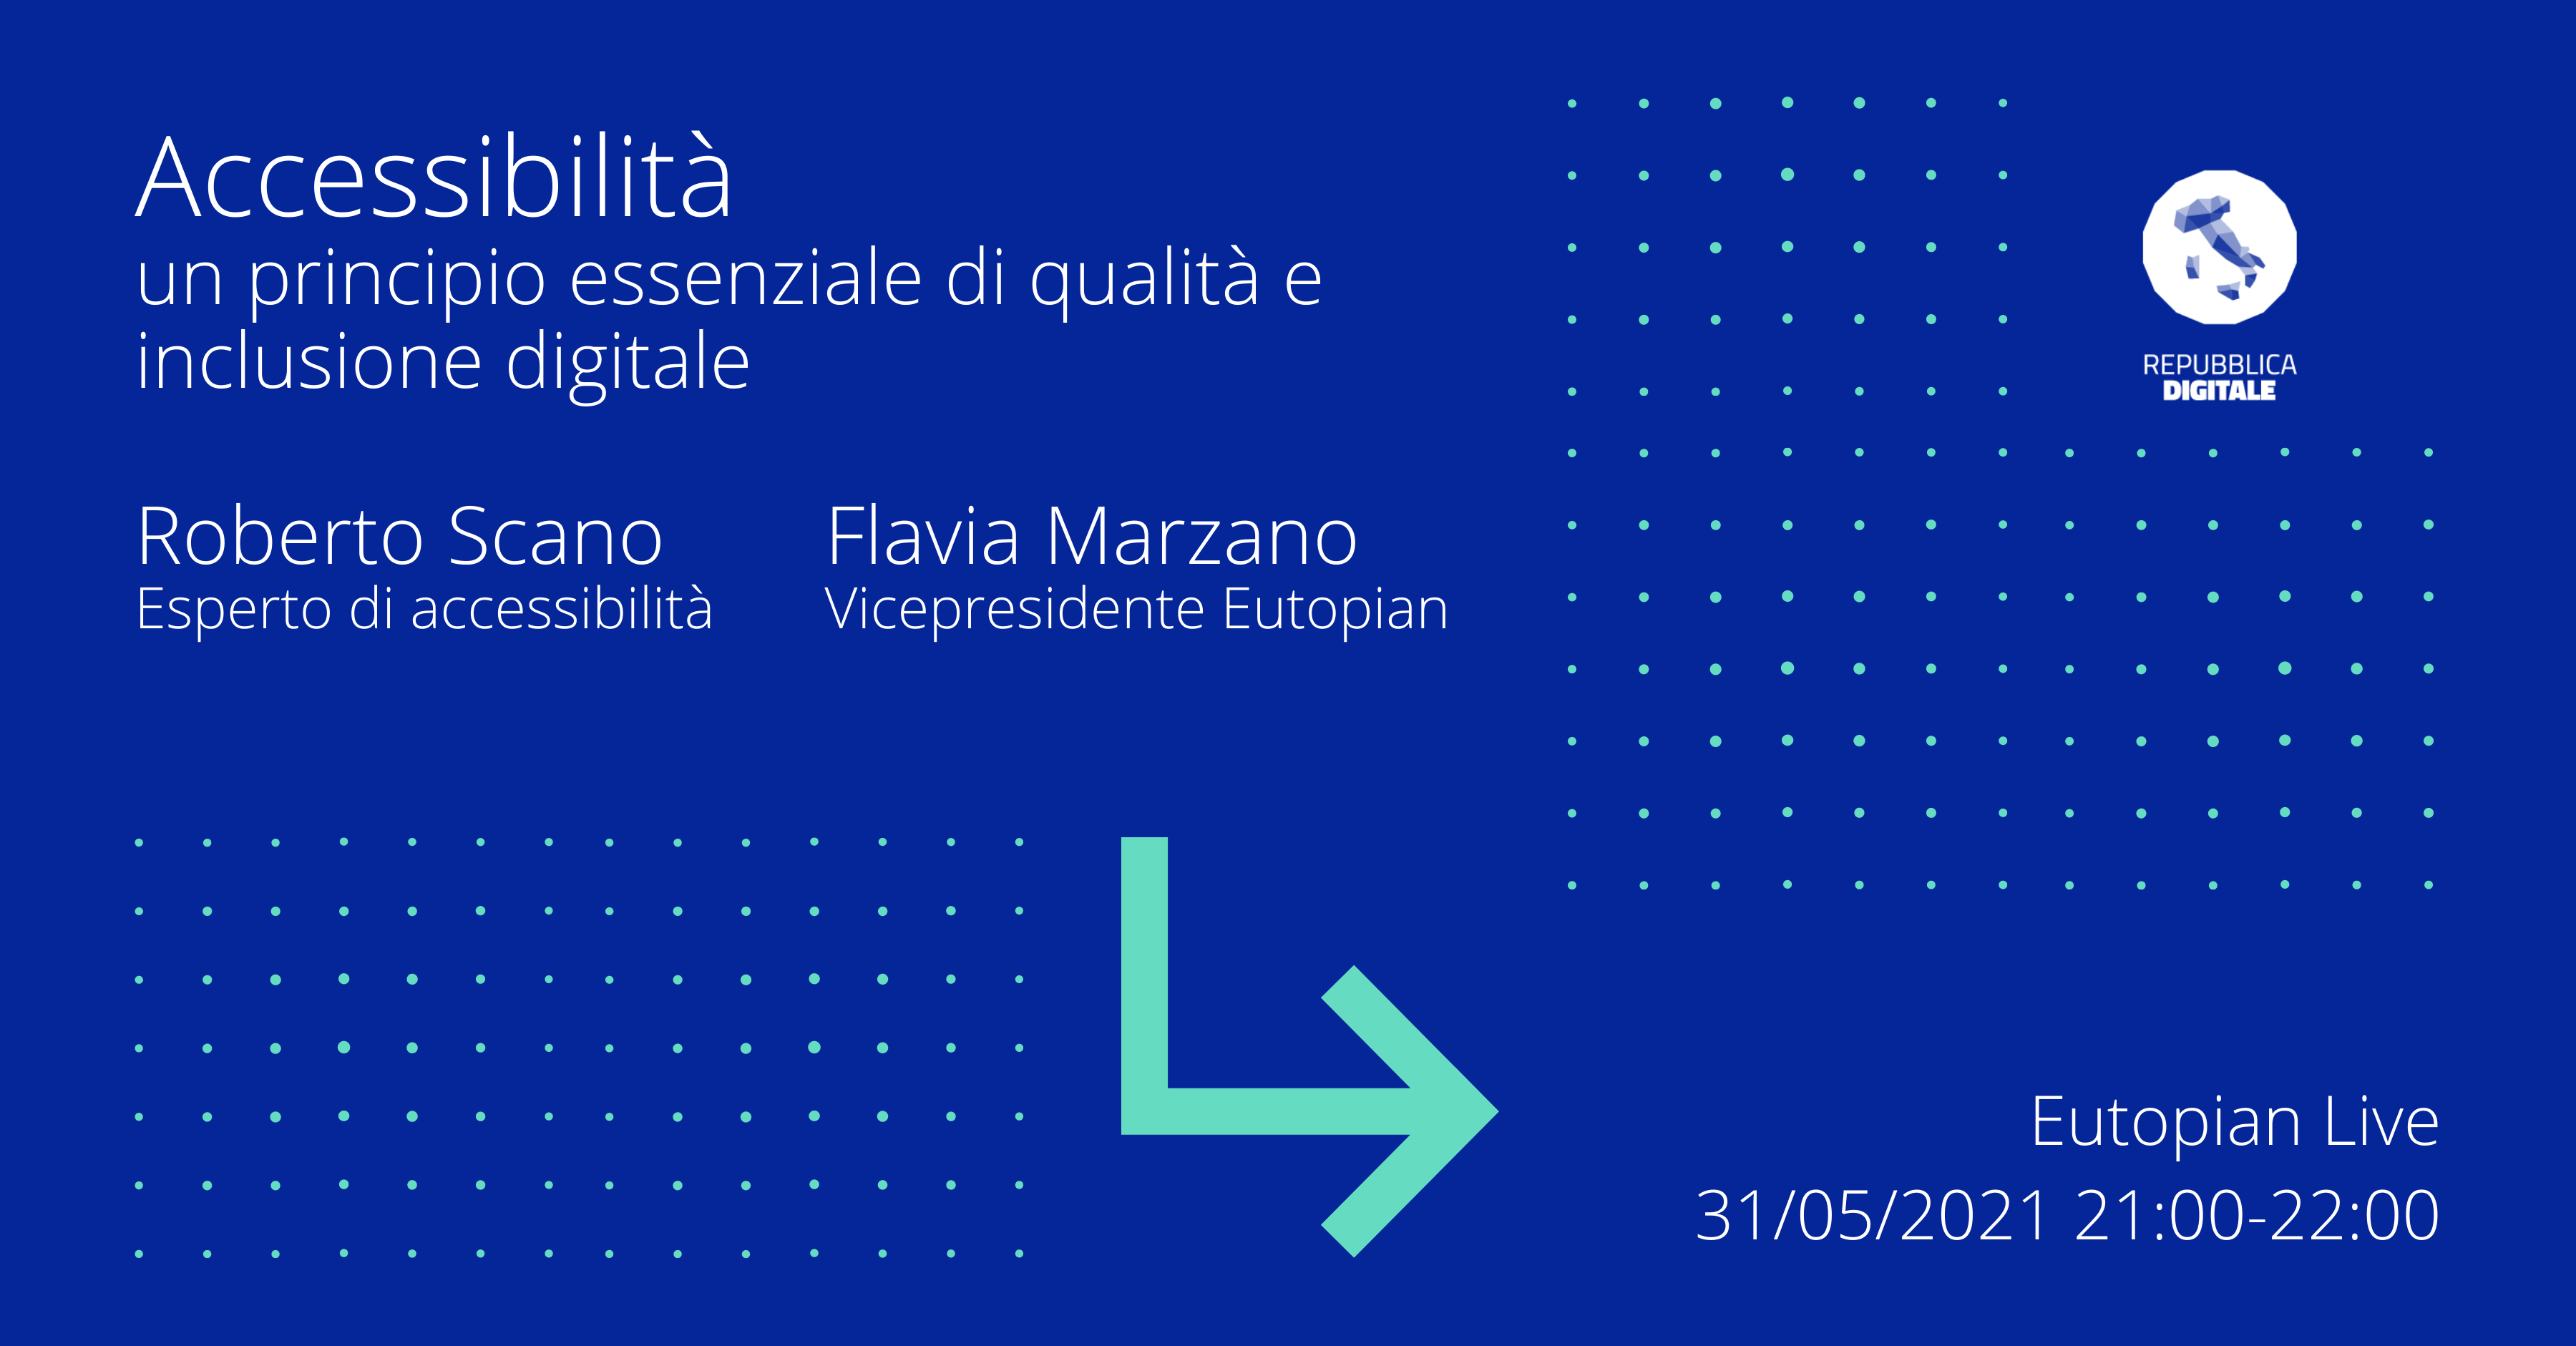 Accessibilità
un principio essenziale di qualità e
inclusione digitale
REPUBBLICA
DIGITALE
Roberto Scano
Esperto di accessibilità
Flavia Marzano
Vicepresidente Eutopian
Eutopian Live
31/05/2021 21:00-22:00